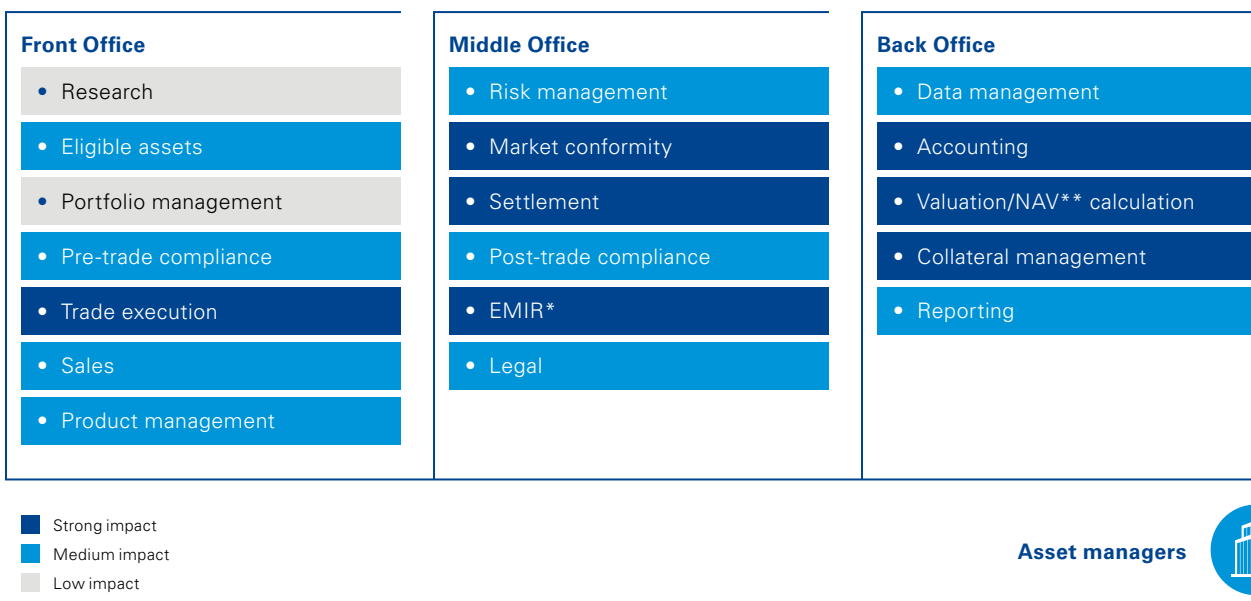 Front Office
• Research
• Eligible assets
• Portfolio management
• Pre-trade compliance
• Trade execution
• Sales
• Product management
Middle Office
• Risk management
• Market conformity
• Settlement
• Post-trade compliance
• EMIR*
• Legal
Back Office
• Data management
• Accounting
• Valuation/NAV** calculation
• Collateral management
• Reporting
Strong impact
Medium impact
Low impact
Asset managers